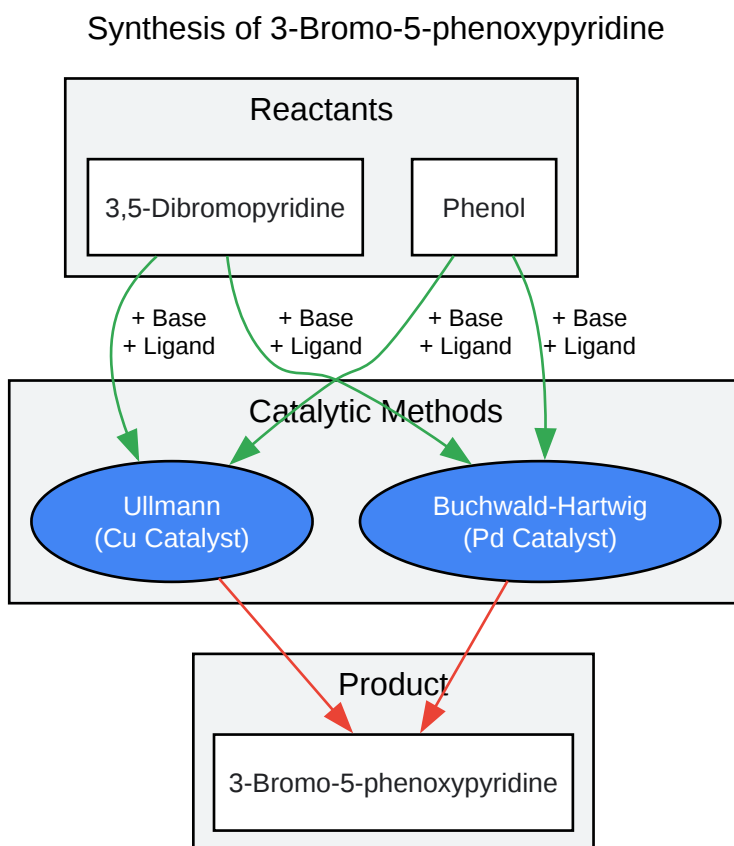 Synthesis of 3-Bromo-5-phenoxypyridine
Reactants
3,5-Dibromopyridine
Phenol
+ Base
+ Ligand
+ Base
+ Ligand
+ Base
+ Ligand
+ Base
+ Ligand
Catalytic Methods
Ullmann
(Cu Catalyst)
Buchwald-Hartwig
(Pd Catalyst)
Product
3-Bromo-5-phenoxypyridine